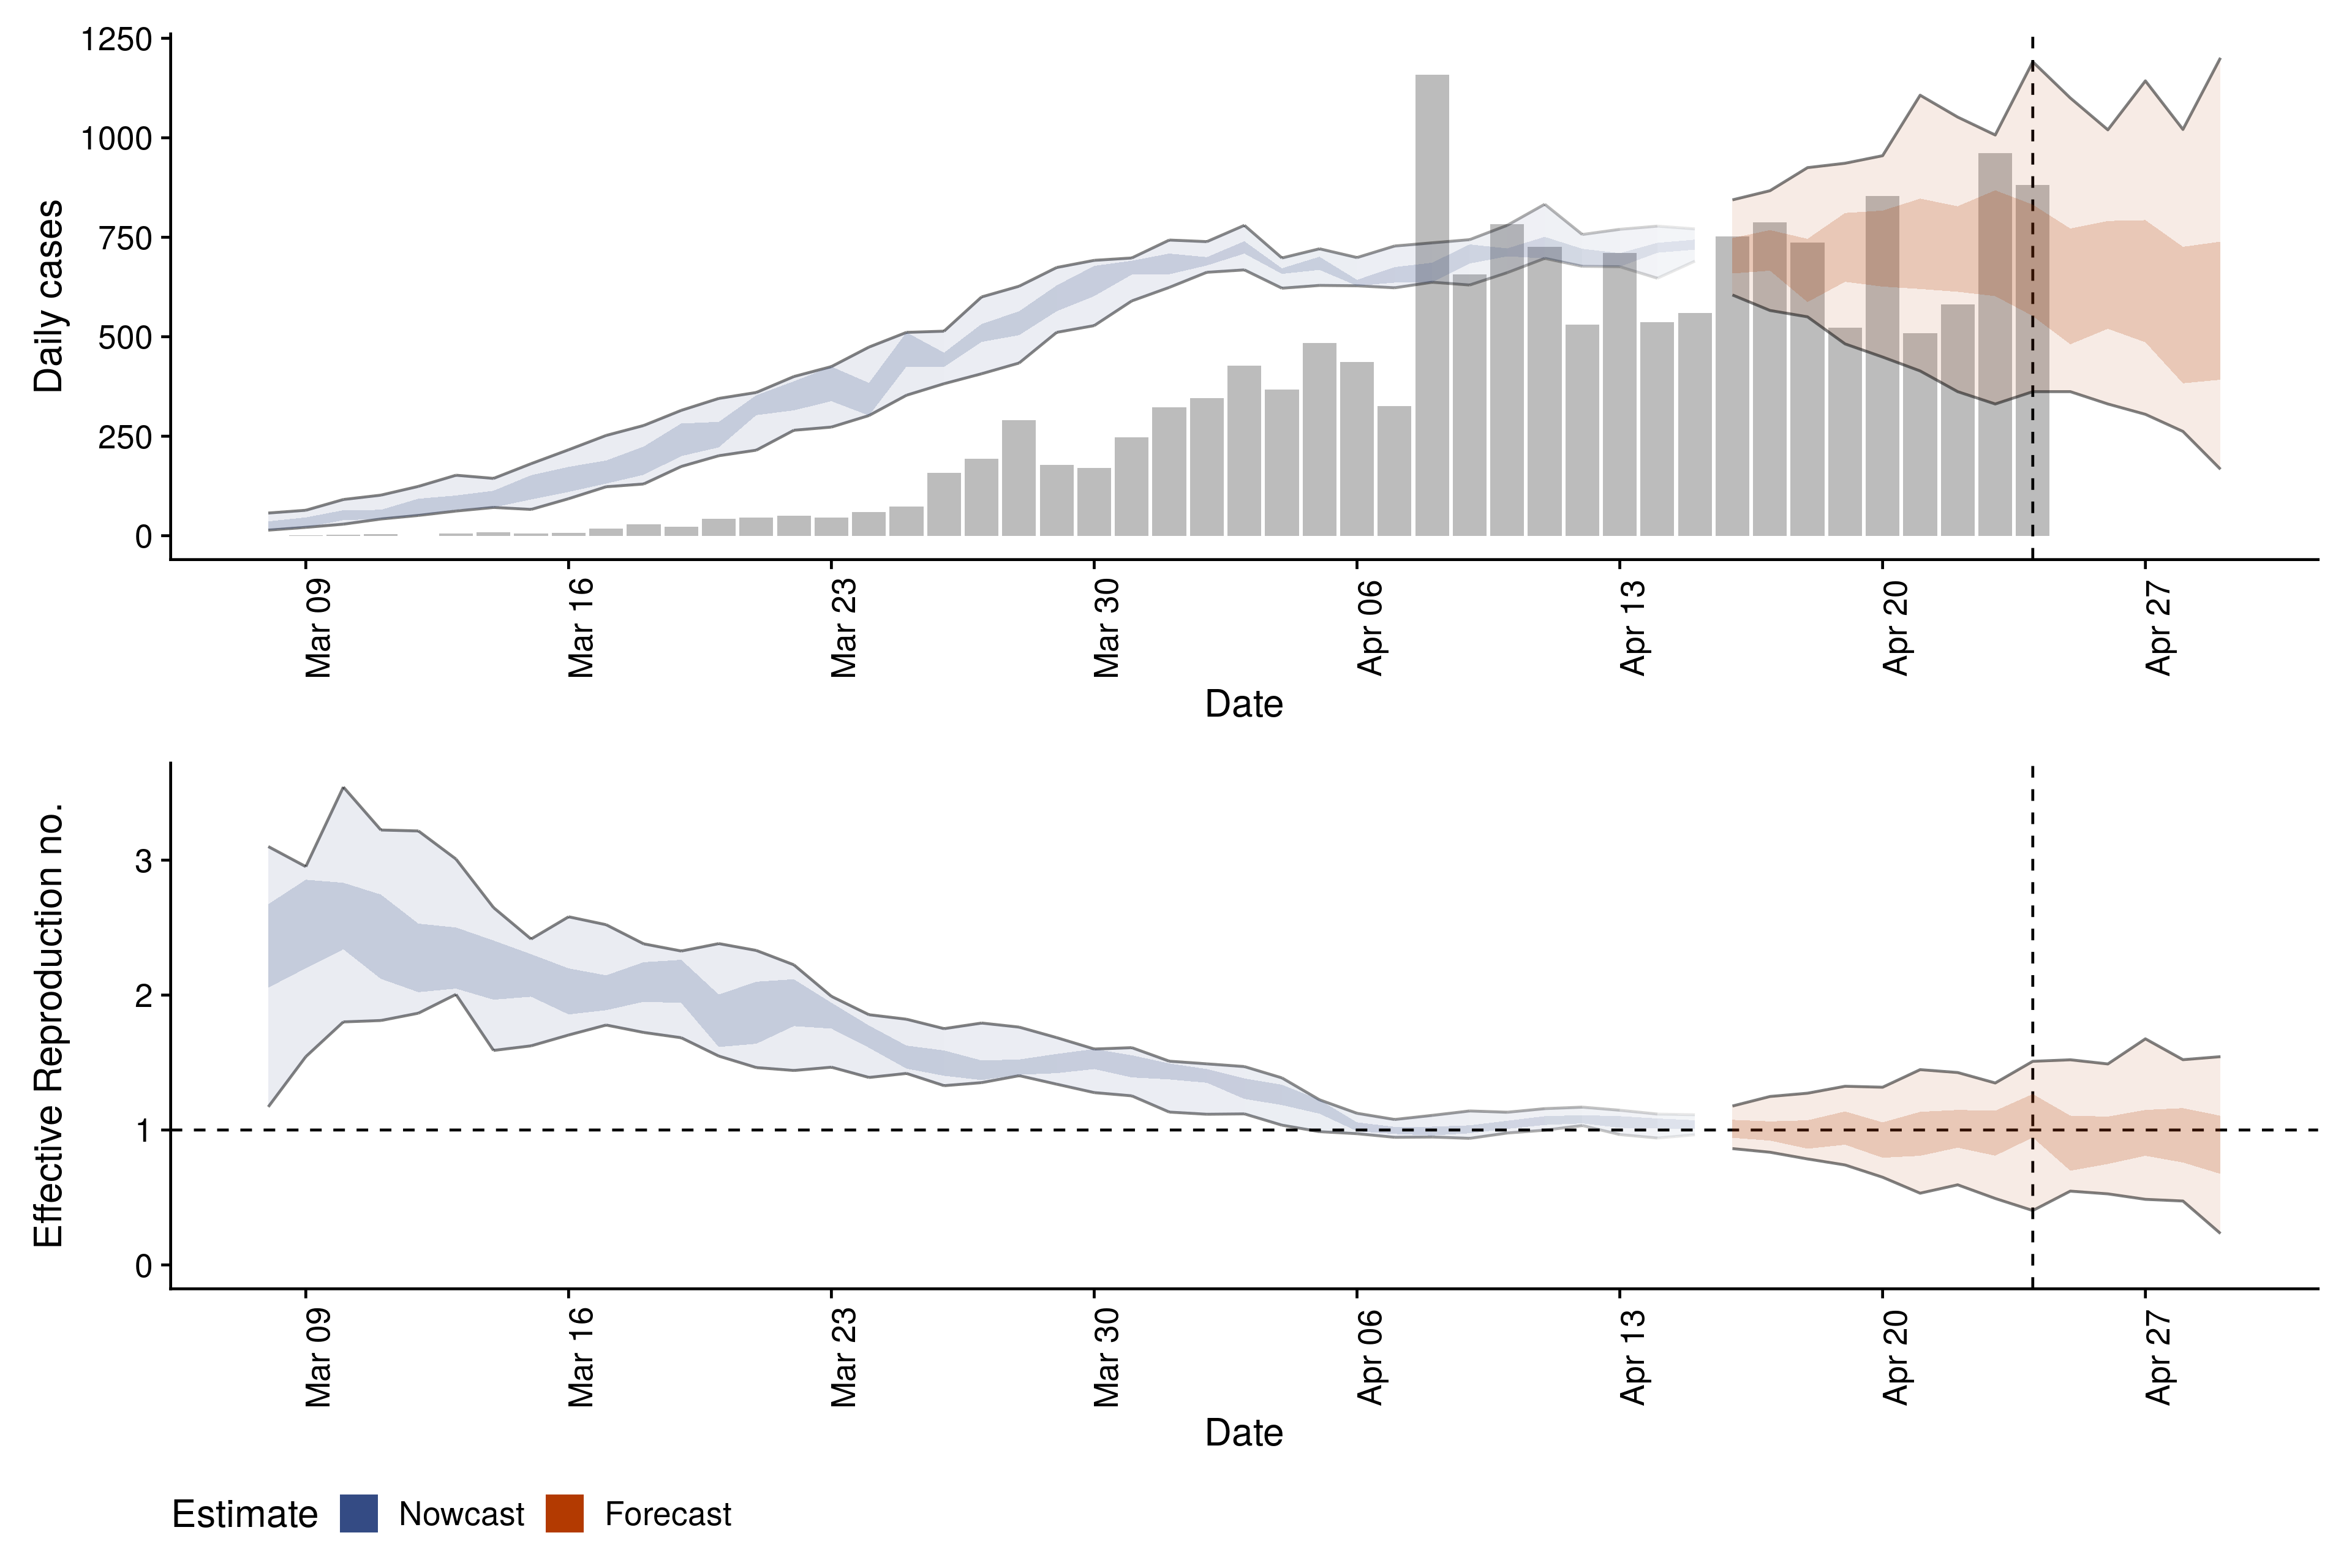 1250
1000
750
500
250
0
Daily cases
Mar 09
Mar 16
Mar 23
Mar 30
Apr 06
Apr 13
Apr 20
Apr 27
Date
3
2
1
0
Effective Reproduction no.
Mar 09
Mar 16
Mar 23
Mar 30
Apr 06
Apr 13
Apr 20
Apr 27
Date
Estimate Nowcast Forecast